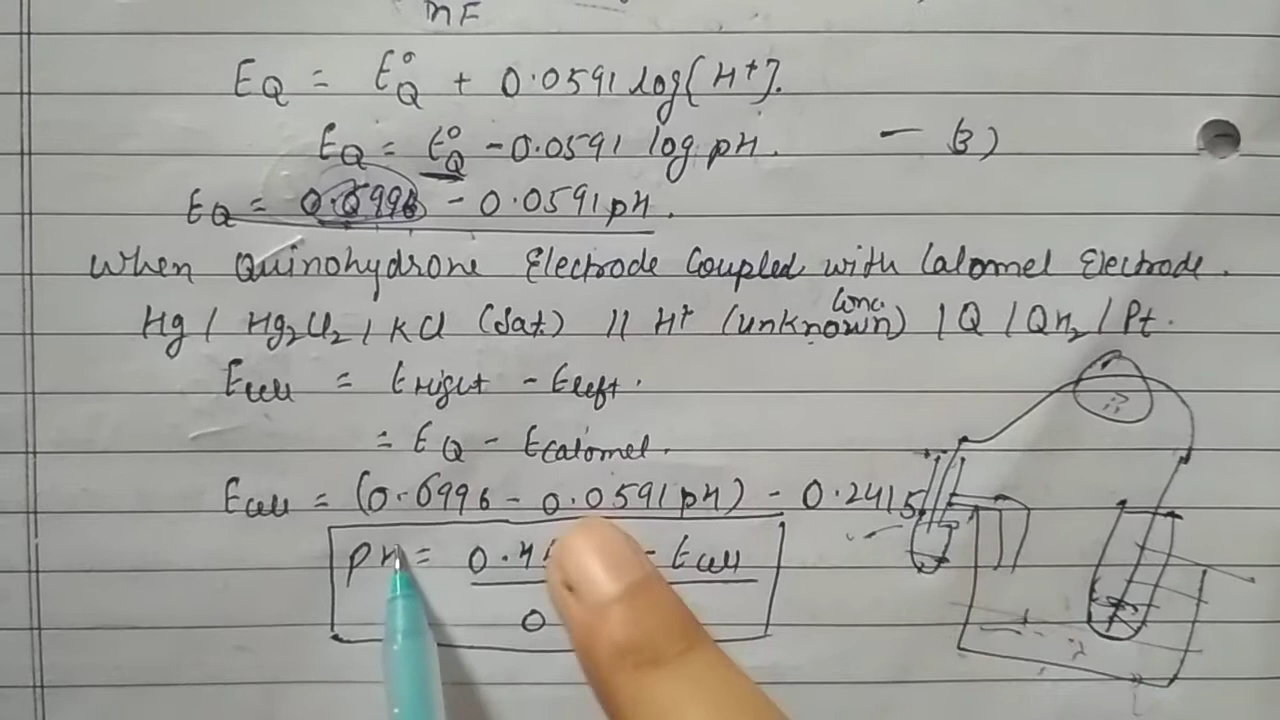 nF
EQ = E°Q + 0.0591 log[H+].
EQ = E°Q - 0.0591 log pH. — (3)
EQ = 0.6996 - 0.0591 pH.
When Quinohydrone Electrode Coupled with Calomel Electrode.
Hg / Hg2Cl2 / KCl (Sat.) // H+ (unknown conc) / Q / QH2 / Pt.
Ecell = Eright - Eleft.
= EQ - Ecalomel.
Ecell = (0.6996 - 0.0591 pH) - 0.2415
pH = 0.4 - Ecell
0